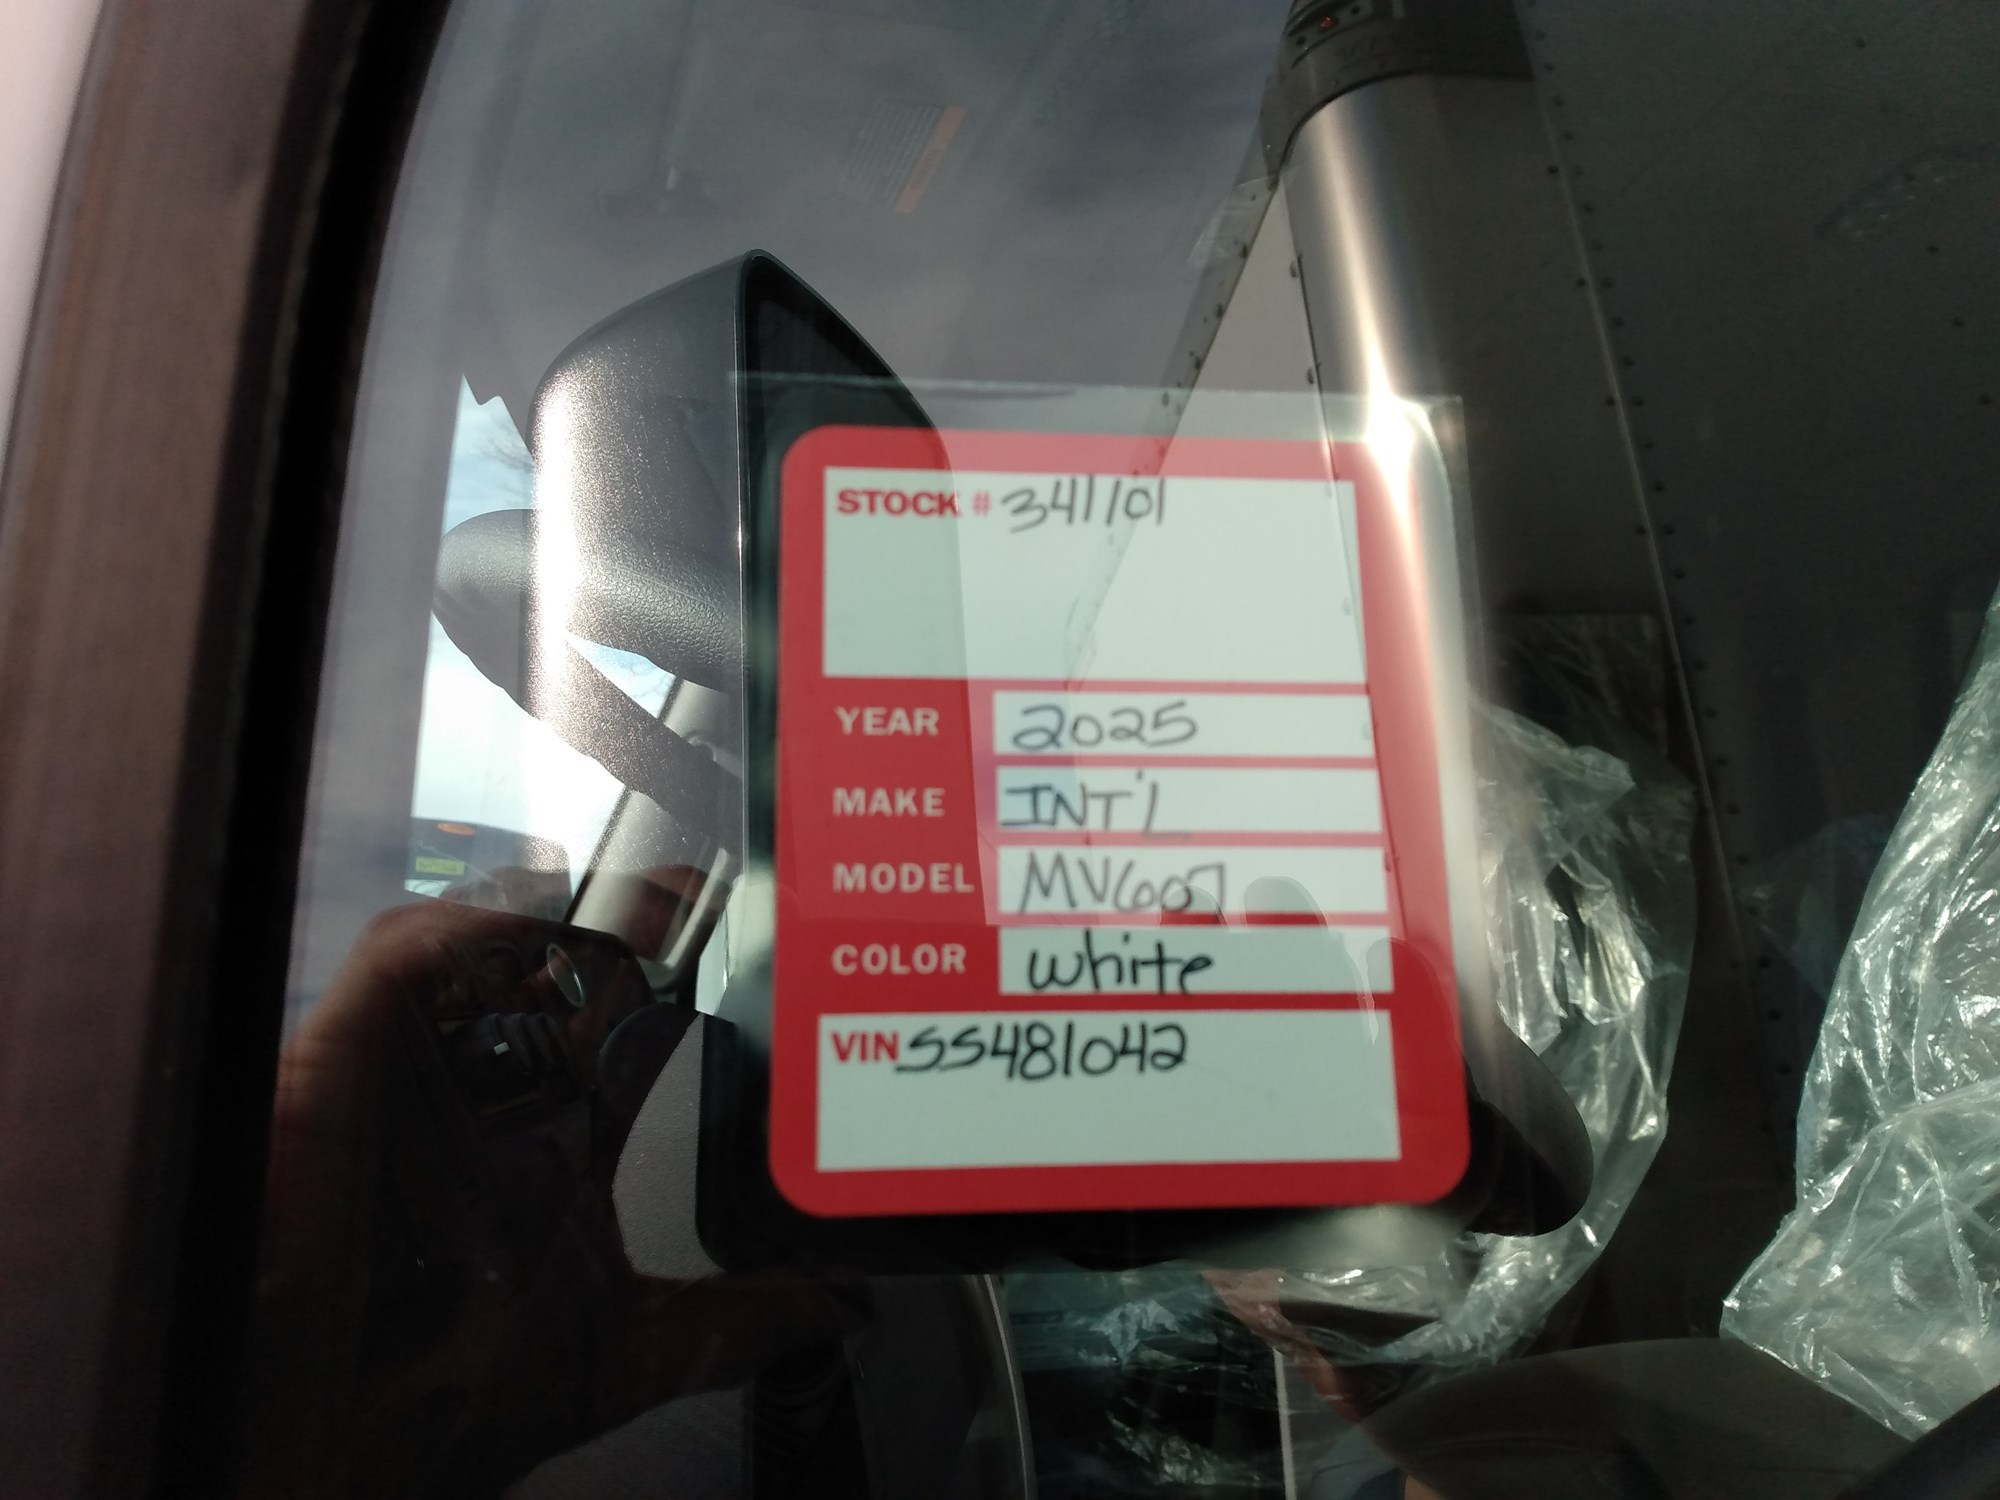 STOCK # 341101
YEAR 2025
MAKE INT'L
MODEL MV607
COLOR white
VIN SS481042